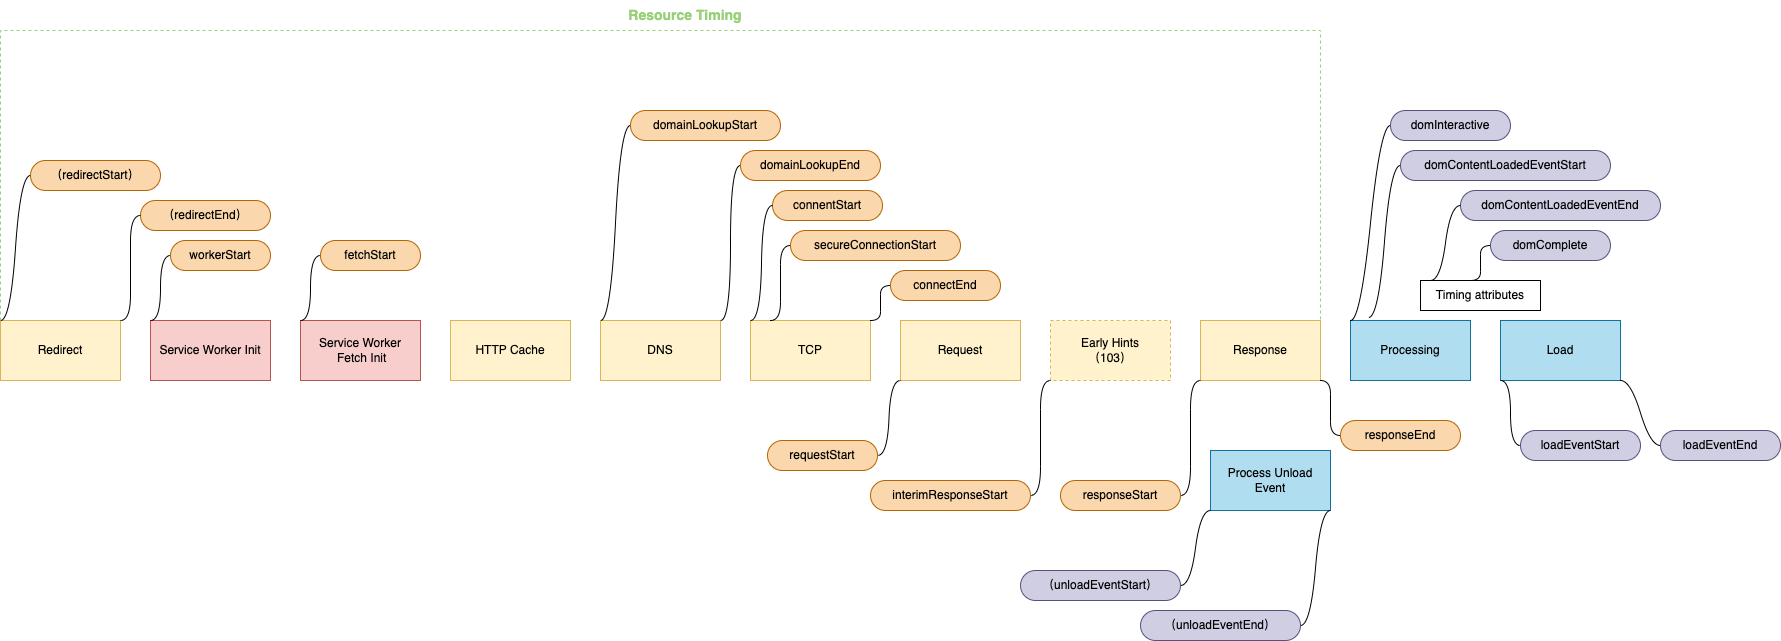 Resource Timing
domainLookupStart
domInteractive
domainLookupEnd
domContentLoadedEventStart
(redirectStart)
connentStart
domContentLoadedEventEnd
(redirectEnd)
secureConnectionStart
domComplete
workerStart
fetchStart
connectEnd
Timing attributes
Redirect
Service Worker Init
Service Worker
Fetch Init
HTTP Cache
DNS
TCP
Request
Early Hints
(103)
Response
Processing
Load
responseEnd
loadEventStart
loadEventEnd
requestStart
Process Unload
Event
interimResponseStart
responseStart
(unloadEventStart)
(unloadEventEnd)